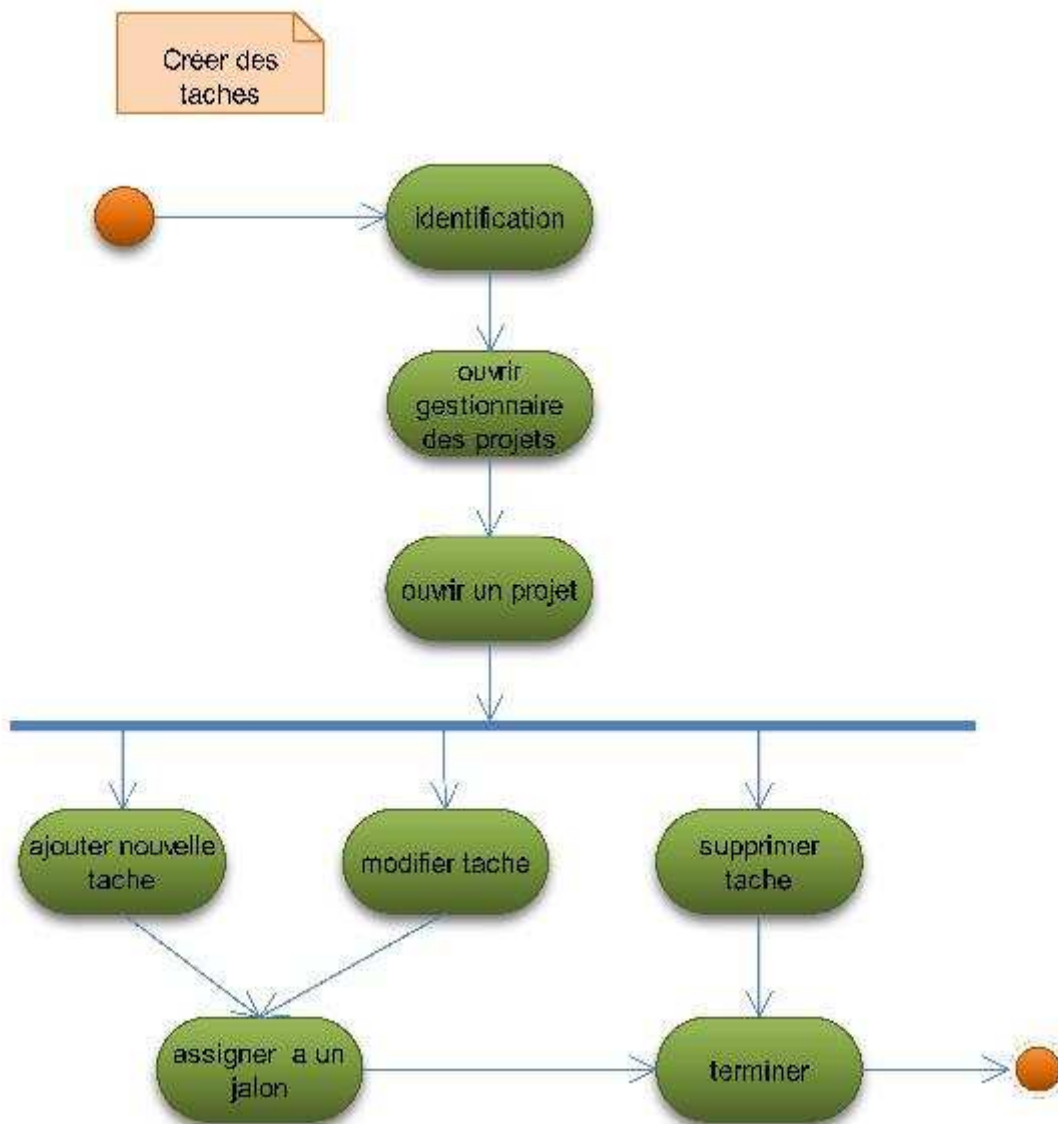 Créer des
taches
identification
ouvrir
gestionnaire
des projets
ouvrir un projet
ajouter nouvelle
tache
modifier tache
supprimer
tache
assigner a un
jalon
terminer